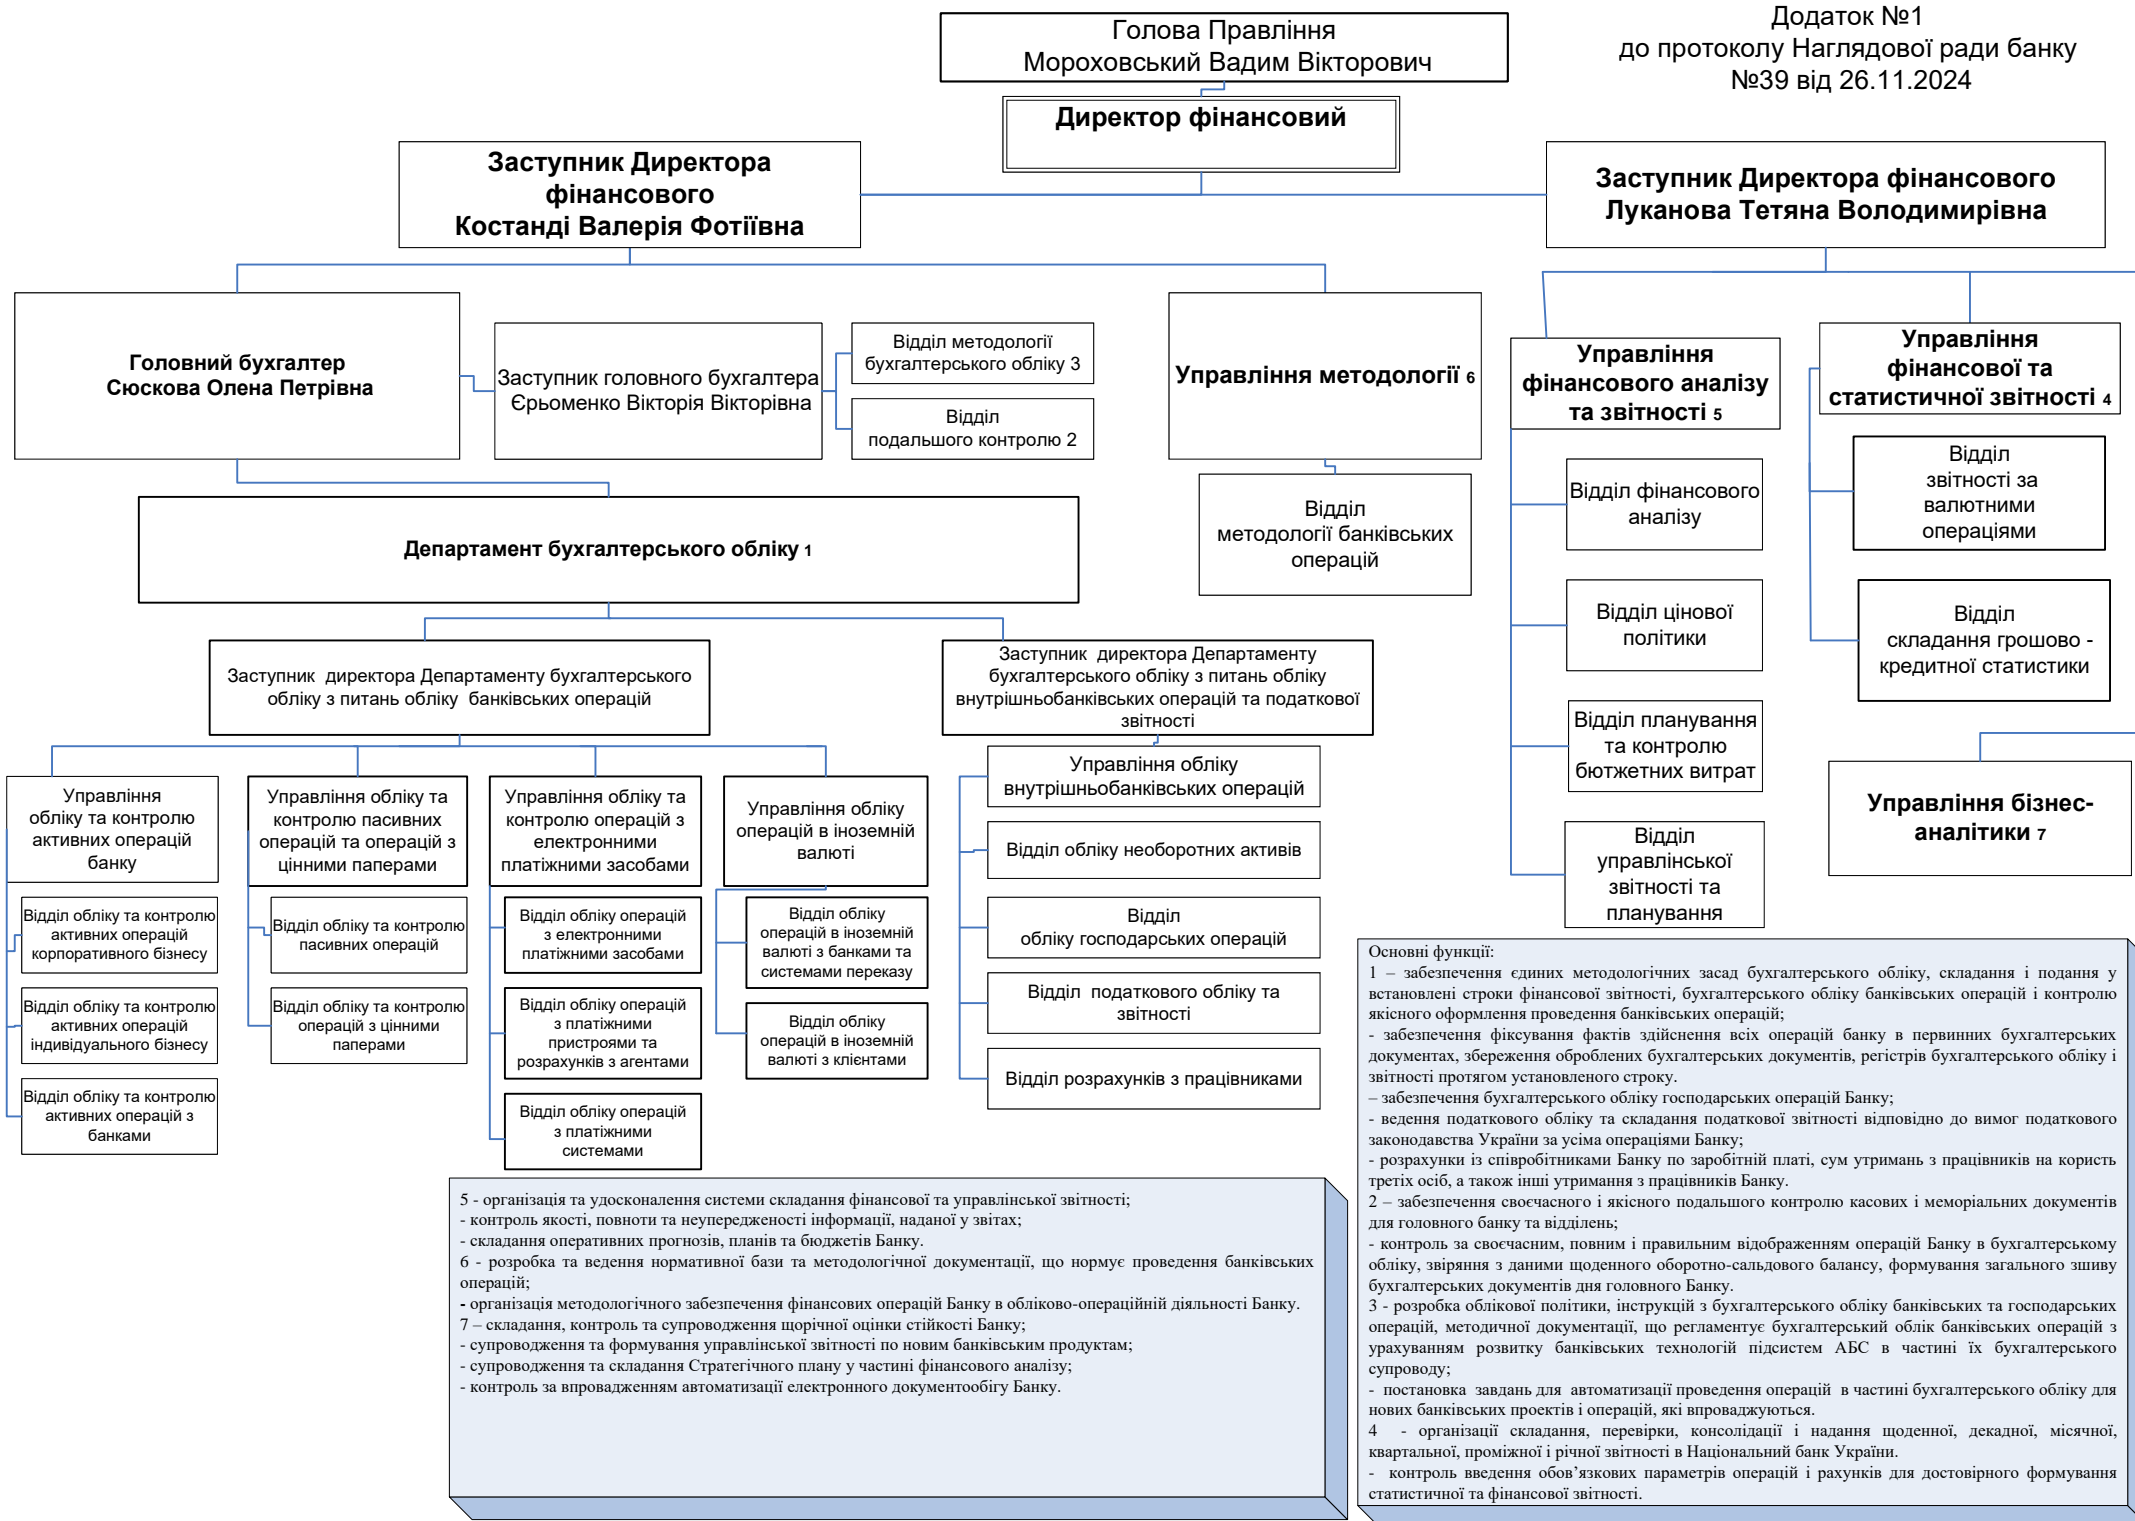 Додаток №1
до протоколу Наглядової ради банку
№39 від 26.11.2024
Голова Правління
Мороховський Вадим Вікторович
Директор фінансовий
Заступник Директора
фінансового
Костанді Валерія Фотіївна
Заступник Директора фінансового
Луканова Тетяна Володимирівна
Головний бухгалтер
Сюскова Олена Петрівна
Заступник головного бухгалтера
Єрьоменко Вікторія Вікторівна
Відділ методології
бухгалтерського обліку 3
Відділ
подальшого контролю 2
Управління методології 6
Відділ
методології банківських
операцій
Управління
фінансового аналізу
та звітності 5
Відділ фінансового
аналізу
Відділ цінової
політики
Відділ планування
та контролю
бютжетних витрат
Відділ
управлінської
звітності та
планування
Управління
фінансової та
статистичної звітності 4
Відділ
звітності за
валютними
операціями
Відділ
складання грошово -
кредитної статистики
Управління бізнес-
аналітики 7
Департамент бухгалтерського обліку 1
Заступник директора Департаменту бухгалтерського
обліку з питань обліку банківських операцій
Заступник директора Департаменту
бухгалтерського обліку з питань обліку
внутрішньобанківських операцій та податкової
звітності
Управління
обліку та контролю
активних операцій
банку
Відділ обліку та контролю
активних операцій
корпоративного бізнесу
Відділ обліку та контролю
активних операцій
індивідуального бізнесу
Відділ обліку та контролю
активних операцій з
банками
Управління обліку та
контролю пасивних
операцій та операцій з
цінними паперами
Відділ обліку та контролю
пасивних операцій
Відділ обліку та контролю
операцій з цінними
паперами
Управління обліку та
контролю операцій з
електронними
платіжними засобами
Відділ обліку операцій
з електронними
платіжними засобами
Відділ обліку операцій
з платіжними
пристроями та
розрахунків з агентами
Відділ обліку операцій
з платіжними
системами
Управління обліку
операцій в іноземній
валюті
Відділ обліку
операцій в іноземній
валюті з банками та
системами переказу
Відділ обліку
операцій в іноземній
валюті з клієнтами
Управління обліку
внутрішньобанківських операцій
Відділ обліку необоротних активів
Відділ
обліку господарських операцій
Відділ податкового обліку та
звітності
Відділ розрахунків з працівниками
5 - організація та удосконалення системи складання фінансової та управлінської звітності;
- контроль якості, повноти та неупередженості інформації, наданої у звітах;
- складання оперативних прогнозів, планів та бюджетів Банку.
6 - розробка та ведення нормативної бази та методологічної документації, що нормує проведення банківських
операцій;
- організація методологічного забезпечення фінансових операцій Банку в обліково-операційній діяльності Банку.
7 – складання, контроль та супроводження щорічної оцінки стійкості Банку;
- супроводження та формування управлінської звітності по новим банківським продуктам;
- супроводження та складання Стратегічного плану у частині фінансового аналізу;
- контроль за впровадженням автоматизації електронного документообігу Банку.
Основні функції:
1 – забезпечення єдиних методологічних засад бухгалтерського обліку, складання і подання у
встановлені строки фінансової звітності, бухгалтерського обліку банківських операцій і контролю
якісного оформлення проведення банківських операцій;
- забезпечення фіксування фактів здійснення всіх операцій банку в первинних бухгалтерських
документах, збереження оброблених бухгалтерських документів, регістрів бухгалтерського обліку і
звітності протягом установленого строку.
– забезпечення бухгалтерського обліку господарських операцій Банку;
- ведення податкового обліку та складання податкової звітності відповідно до вимог податкового
законодавства України за усіма операціями Банку;
- розрахунки із співробітниками Банку по заробітній платі, сум утримань з працівників на користь
третіх осіб, а також інші утримання з працівників Банку.
2 – забезпечення своєчасного і якісного подальшого контролю касових і меморіальних документів
для головного банку та відділень;
- контроль за своєчасним, повним і правильним відображенням операцій Банку в бухгалтерському
обліку, звіряння з даними щоденного оборотно-сальдового балансу, формування загального зшиву
бухгалтерських документів дня головного Банку.
3 - розробка облікової політики, інструкцій з бухгалтерського обліку банківських та господарських
операцій, методичної документації, що регламентує бухгалтерський облік банківських операцій з
урахуванням розвитку банківських технологій підсистем АБС в частині їх бухгалтерського
супроводу;
- постановка завдань для автоматизації проведення операцій в частині бухгалтерського обліку для
нових банківських проектів і операцій, які впроваджуються.
4 - організації складання, перевірки, консолідації і надання щоденної, декадної, місячної,
квартальної, проміжної і річної звітності в Національний банк України.
- контроль введення обов’язкових параметрів операцій і рахунків для достовірного формування
статистичної та фінансової звітності.